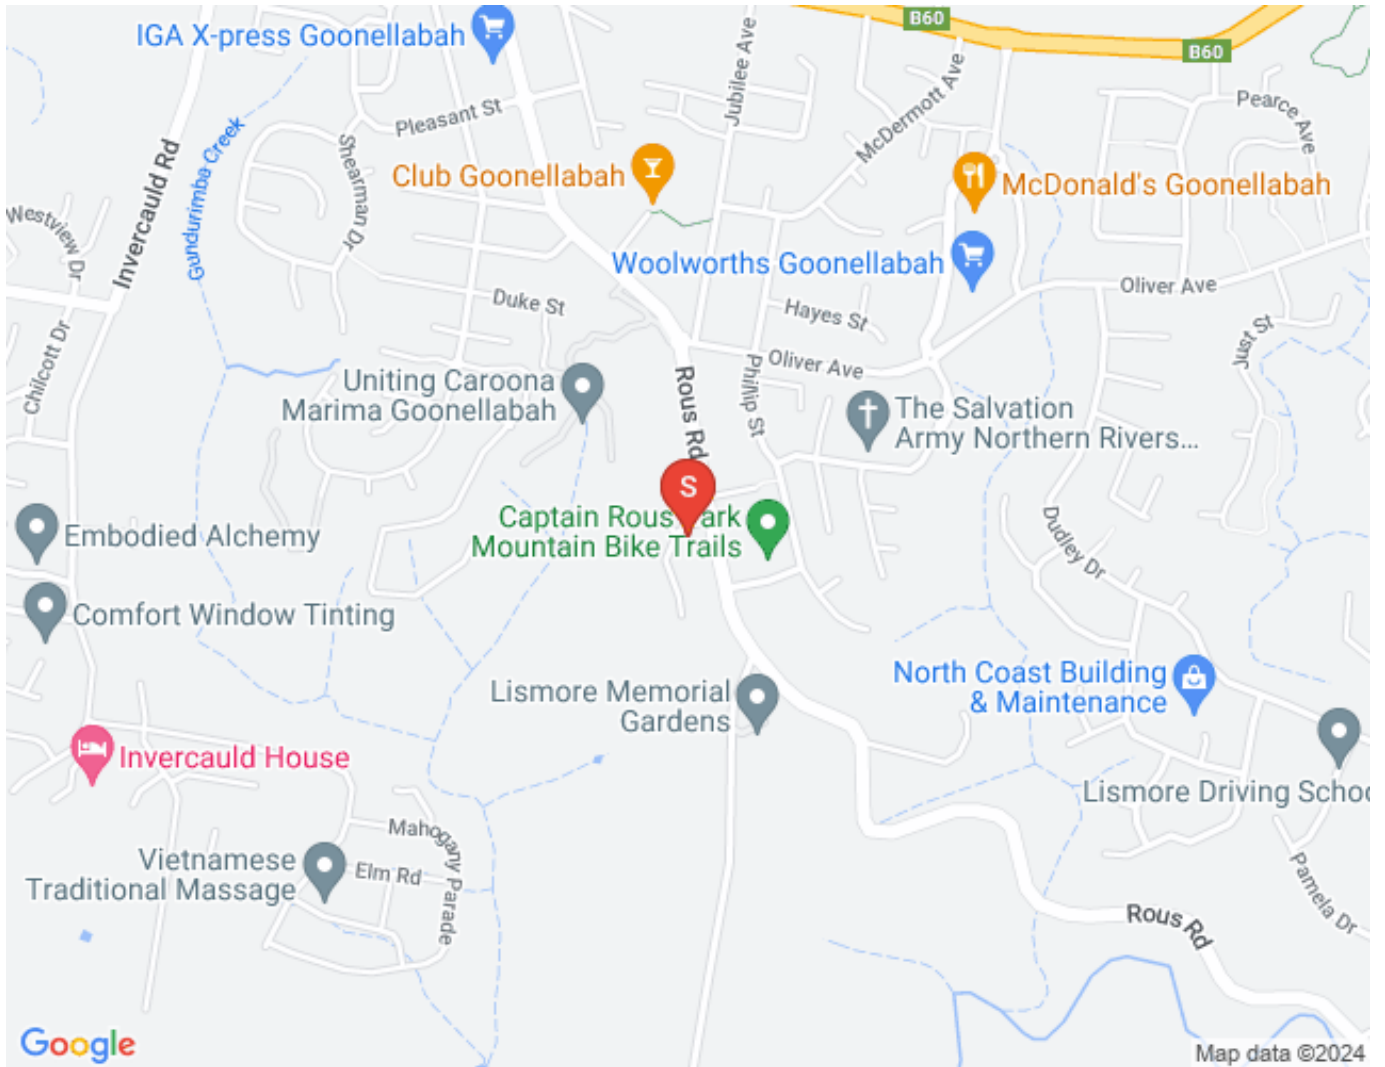 B60
IGA X-press Goonellabah
B60
Jubilee Ave
McDermott Ave
Pearce Ave
Pleasant St
Gundurimba Creek
Shearman Dr
Invercauld Rd
Club Goonellabah
McDonald's Goonellabah
Westview Dr
Woolworths Goonellabah
Oliver Ave
Duke St
Hayes St
Just St
Chilcott Dr
Oliver Ave
Phillip St
Rous Rd
Uniting Caroona
Marima Goonellabah
The Salvation
Army Northern Rivers...
S
Captain Rous Park
Mountain Bike Trails
Embodied Alchemy
Dudley Dr
Comfort Window Tinting
North Coast Building
& Maintenance
Lismore Memorial
Gardens
Invercauld House
Lismore Driving Schoo
Mahogany Parade
Vietnamese
Traditional Massage
Elm Rd
Pamela Dr
Rous Rd
Google
Map data ©2024